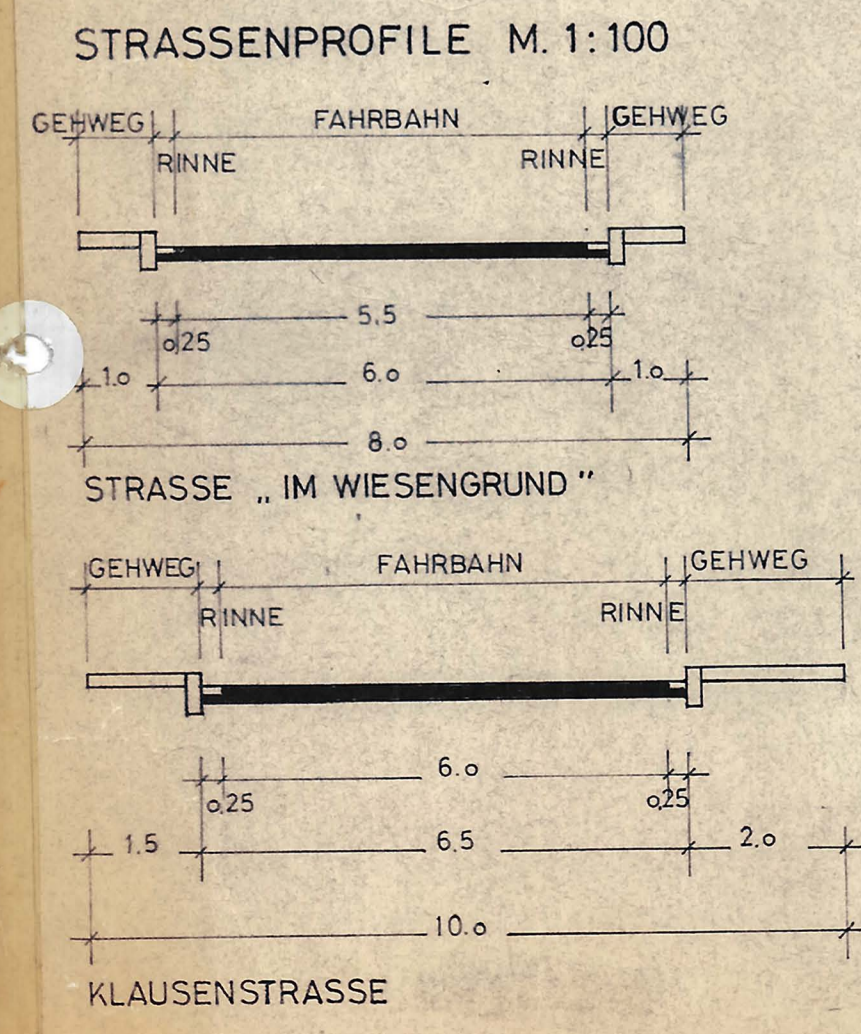 STRASSENPROFILE M. 1:100
GEHWEG FAHRBAHN GEHWEG
RINNE RINNE
5.5
0.25 0.25
1.0 6.0 1.0
8.0
STRASSE „ IM WIESENGRUND ”
GEHWEG FAHRBAHN GEHWEG
RINNE RINNE
6.0
0.25 0.25
1.5 6.5 2.0
10.0
KLAUSENSTRASSE